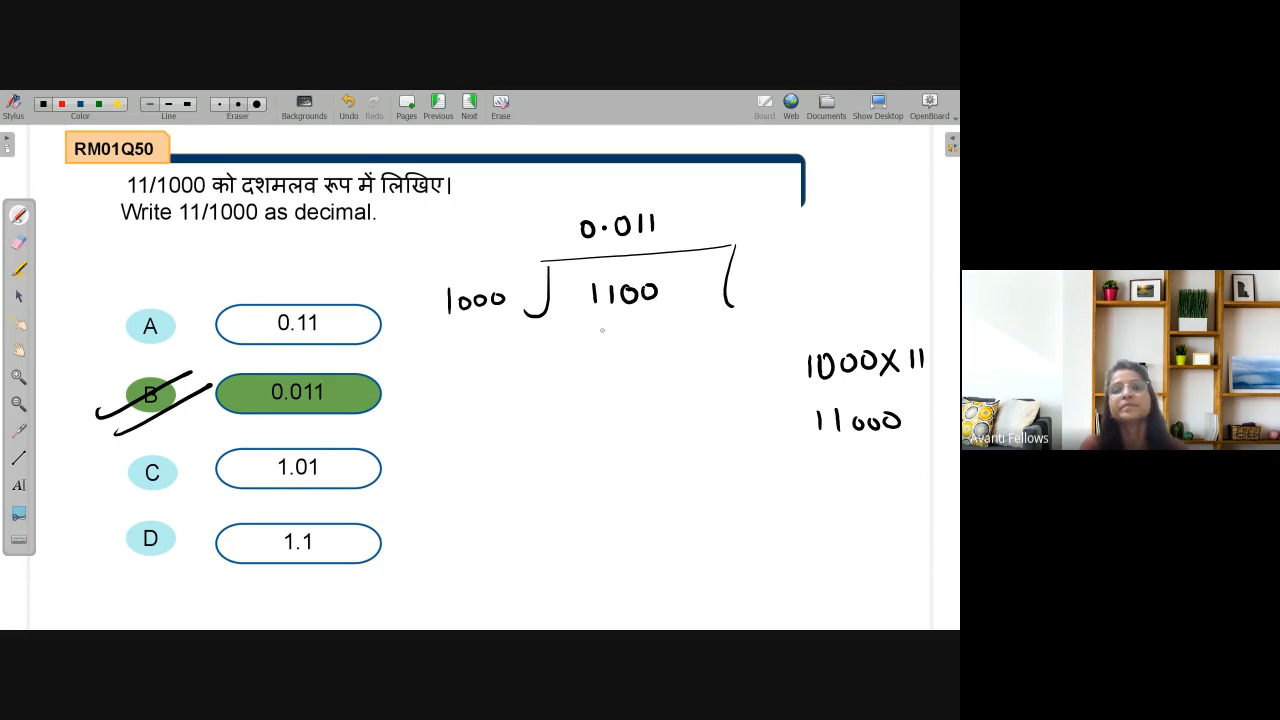 Stylus
Color
Line
Eraser
Backgrounds
Undo
Redo
Pages
Previous
Next
Erase
Board
Web
Documents
Show Desktop
OpenBoard
RM01Q50
11/1000 को दशमलव रूप में लिखिए।
Write 11/1000 as decimal.
0.011
1000
1100
A
0.11
B
0.011
C
1.01
D
1.1
1000X11
11000
Avanti Fellows